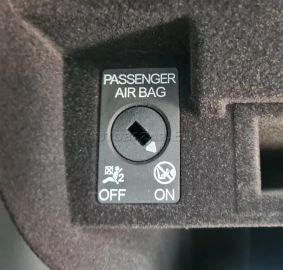 PASSENGER
AIR BAG
OFF ON